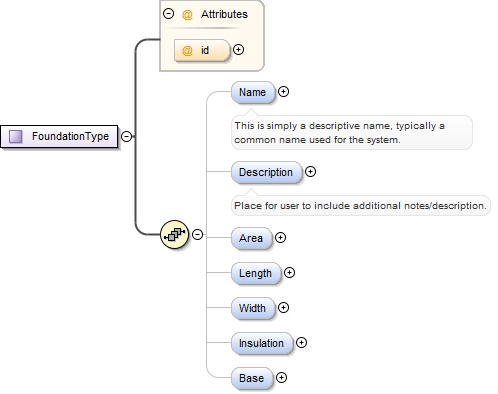 Attributes
@ id
FoundationType
Name
This is simply a descriptive name, typically a
common name used for the system.
Description
Place for user to include additional notes/description.
Area
Length
Width
Insulation
Base